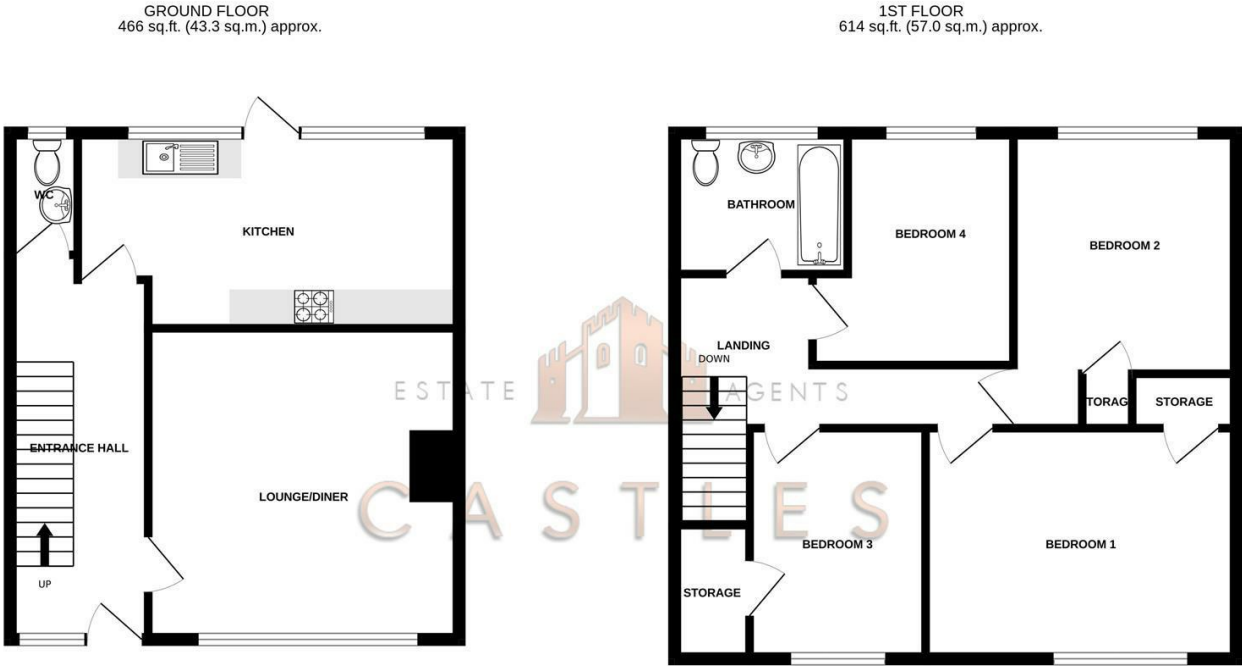 GROUND FLOOR
466 sq.ft. (43.3 sq.m.) approx.
1ST FLOOR
614 sq.ft. (57.0 sq.m.) approx.
WC
KITCHEN
ENTRANCE HALL
LOUNGE/DINER
UP
BATHROOM
BEDROOM 4
BEDROOM 2
LANDING
DOWN
TORAG
STORAGE
BEDROOM 3
BEDROOM 1
STORAGE
ESTATE AGENTS
CASTLES